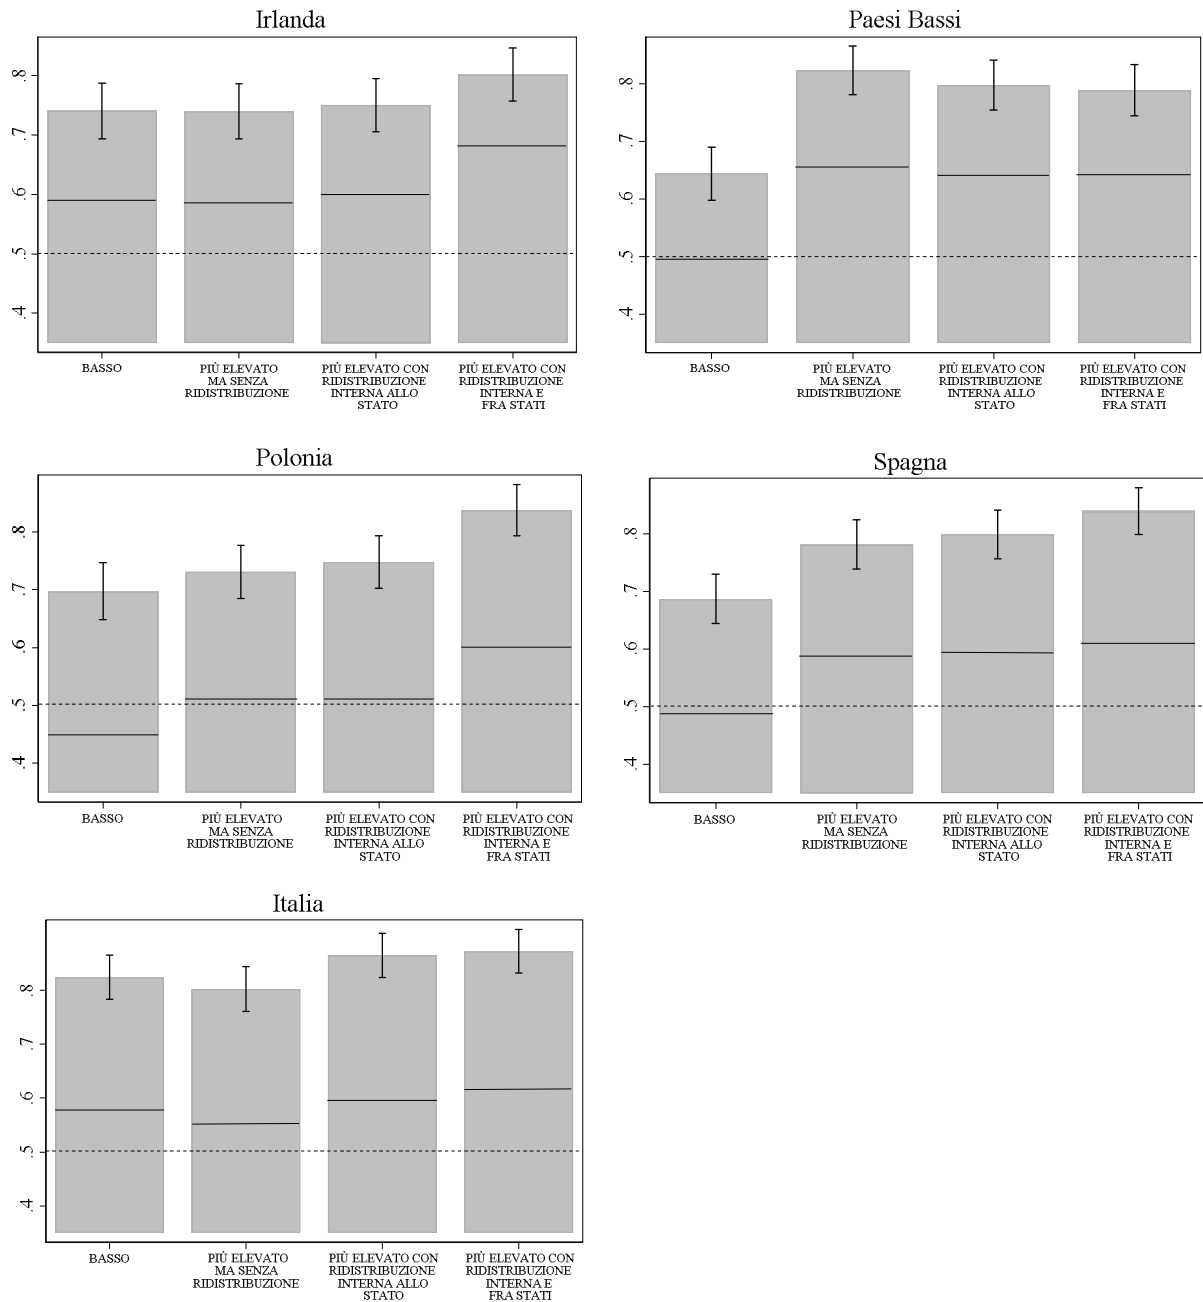 Irlanda
.8
.7
.6
.5
.4
BASSO
PIÙ ELEVATO
MA SENZA
RIDISTRIBUZIONE
PIÙ ELEVATO CON
RIDISTRIBUZIONE
INTERNA ALLO
STATO
PIÙ ELEVATO CON
RIDISTRIBUZIONE
INTERNA E
FRA STATI
Paesi Bassi
.8
.7
.6
.5
.4
BASSO
PIÙ ELEVATO
MA SENZA
RIDISTRIBUZIONE
PIÙ ELEVATO CON
RIDISTRIBUZIONE
INTERNA ALLO
STATO
PIÙ ELEVATO CON
RIDISTRIBUZIONE
INTERNA E
FRA STATI
Polonia
.8
.7
.6
.5
.4
BASSO
PIÙ ELEVATO
MA SENZA
RIDISTRIBUZIONE
PIÙ ELEVATO CON
RIDISTRIBUZIONE
INTERNA ALLO
STATO
PIÙ ELEVATO CON
RIDISTRIBUZIONE
INTERNA E
FRA STATI
Spagna
.8
.7
.6
.5
.4
BASSO
PIÙ ELEVATO
MA SENZA
RIDISTRIBUZIONE
PIÙ ELEVATO CON
RIDISTRIBUZIONE
INTERNA ALLO
STATO
PIÙ ELEVATO CON
RIDISTRIBUZIONE
INTERNA E
FRA STATI
Italia
.8
.7
.6
.5
.4
BASSO
PIÙ ELEVATO
MA SENZA
RIDISTRIBUZIONE
PIÙ ELEVATO CON
RIDISTRIBUZIONE
INTERNA ALLO
STATO
PIÙ ELEVATO CON
RIDISTRIBUZIONE
INTERNA E
FRA STATI